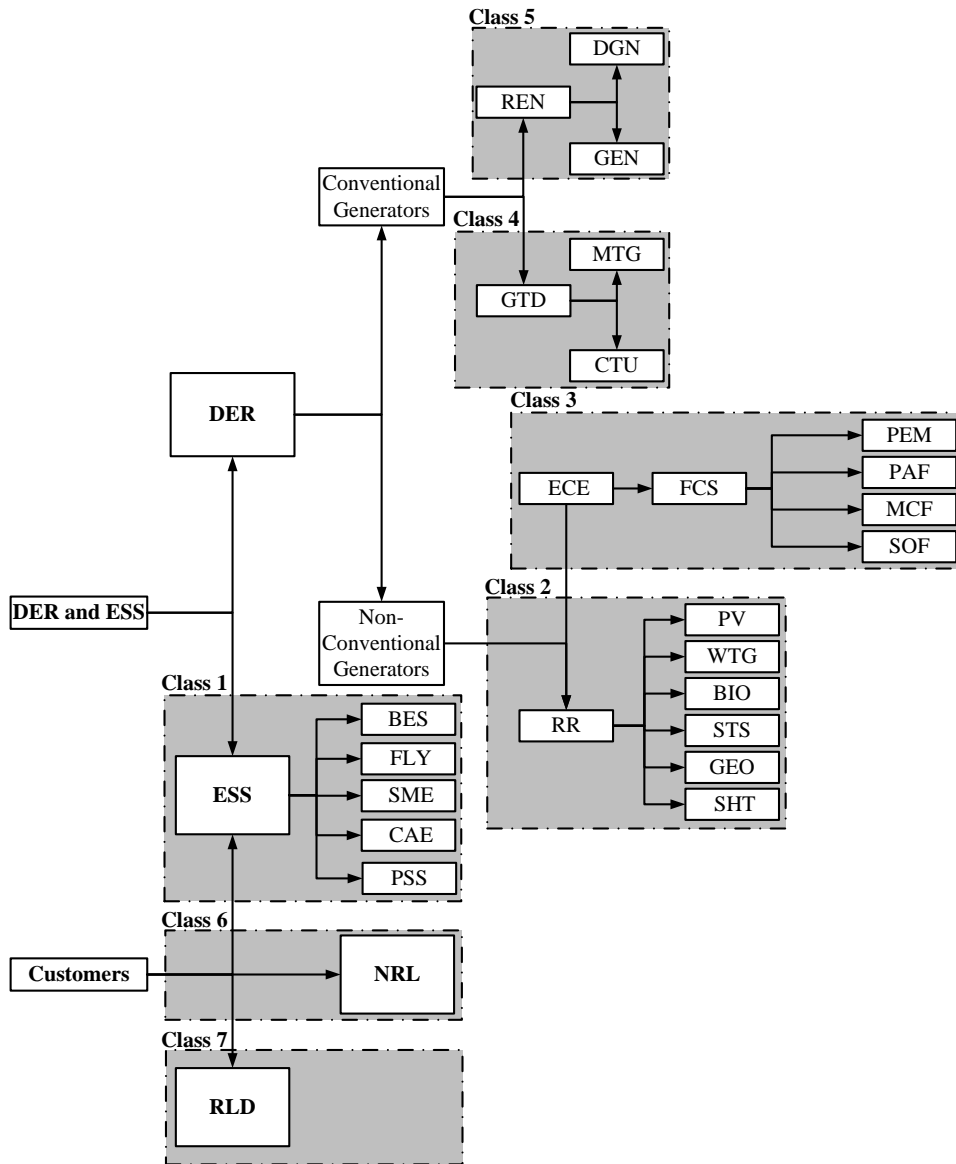 Class 5
DGN
REN
GEN
Conventional
Generators
Class 4
MTG
GTD
CTU
DER
Class 3
PEM
ECE
FCS
PAF
MCF
SOF
DER and ESS
Non-
Conventional
Generators
Class 2
PV
WTG
BIO
RR
STS
GEO
SHT
Class 1
BES
FLY
ESS
SME
CAE
PSS
Class 6
Customers
NRL
Class 7
RLD